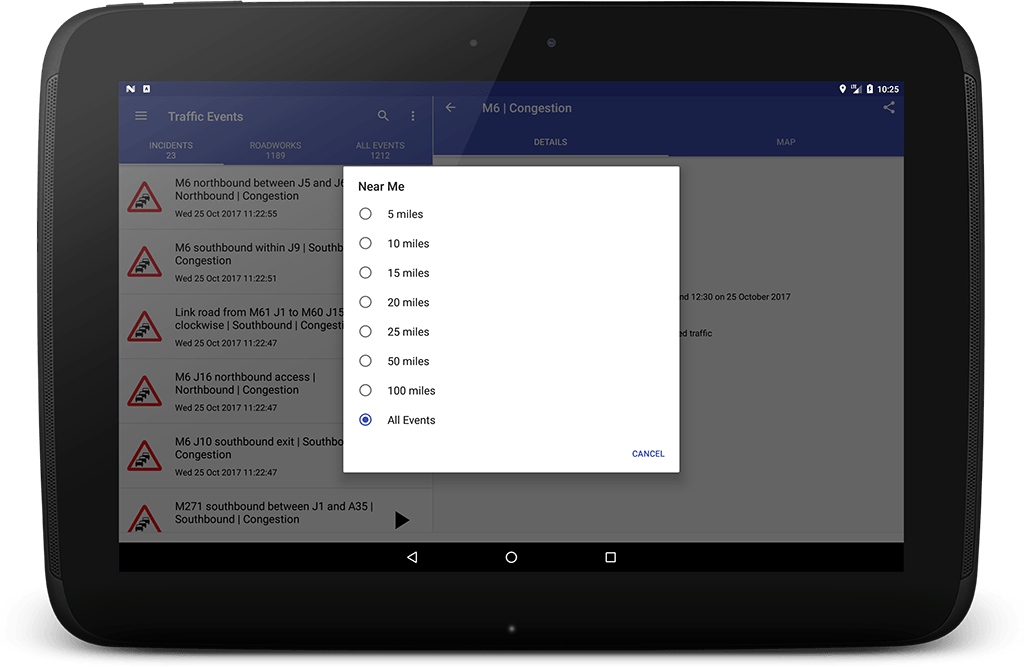 10:25
Traffic Events
INCIDENTS
23
ROADWORKS
1189
ALL EVENTS
1212
M6 northbound between J5 and J6
Northbound | Congestion
Wed 25 Oct 2017 11:22:55
M6 southbound within J9 | Southb
Congestion
Wed 25 Oct 2017 11:22:51
Link road from M61 J1 to M60 J15
clockwise | Southbound | Congesti
Wed 25 Oct 2017 11:22:47
M6 J16 northbound access |
Northbound | Congestion
Wed 25 Oct 2017 11:22:47
M6 J10 southbound exit | Southbo
Congestion
Wed 25 Oct 2017 11:22:47
M271 southbound between J1 and A35 |
Southbound | Congestion
M6 | Congestion
DETAILS
MAP
nd 12:30 on 25 October 2017
ed traffic
Near Me
5 miles
10 miles
15 miles
20 miles
25 miles
50 miles
100 miles
All Events
CANCEL